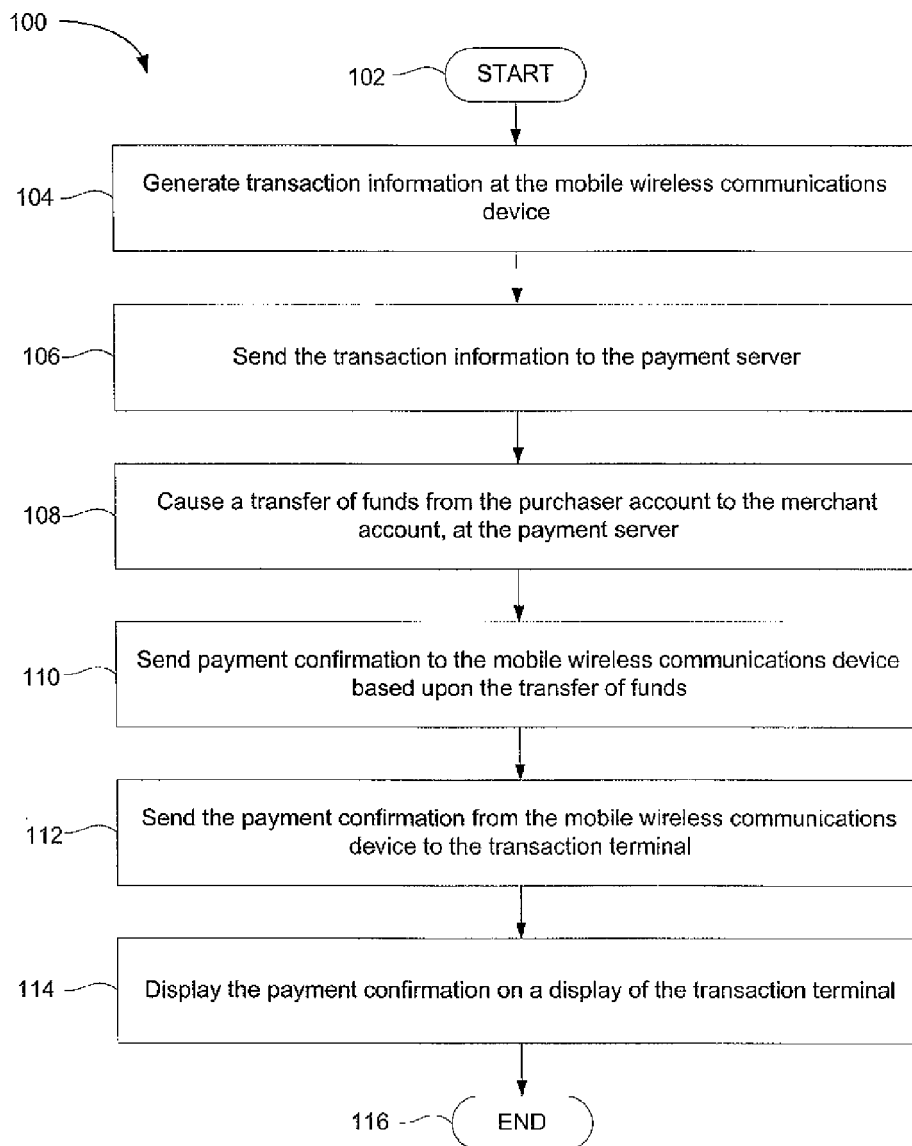 100
102
START
104
Generate transaction information at the mobile wireless communications
device
106
Send the transaction information to the payment server
108
Cause a transfer of funds from the purchaser account to the merchant
account, at the payment server
110
Send payment confirmation to the mobile wireless communications device
based upon the transfer of funds
112
Send the payment confirmation from the mobile wireless communications
device to the transaction terminal
114
Display the payment confirmation on a display of the transaction terminal
116
END